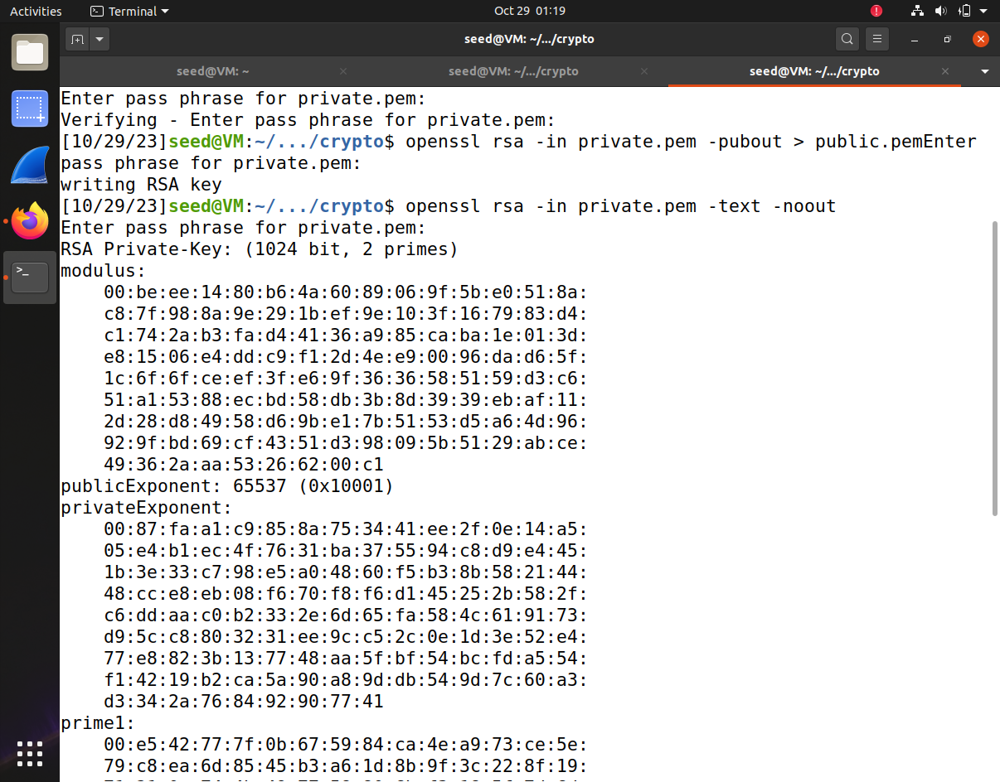 Activities Terminal Oct 29 01:19
seed@VM: ~/.../crypto
seed@VM: ~ seed@VM: ~/.../crypto seed@VM: ~/.../crypto
Enter pass phrase for private.pem:
Verifying - Enter pass phrase for private.pem:
[10/29/23]seed@VM:~/.../crypto$ openssl rsa -in private.pem -pubout > public.pemEnter
pass phrase for private.pem:
writing RSA key
[10/29/23]seed@VM:~/.../crypto$ openssl rsa -in private.pem -text -noout
Enter pass phrase for private.pem:
RSA Private-Key: (1024 bit, 2 primes)
modulus:
00:be:ee:14:80:b6:4a:60:89:06:9f:5b:e0:51:8a:
c8:7f:98:8a:9e:29:1b:ef:9e:10:3f:16:79:83:d4:
c1:74:2a:b3:fa:d4:41:36:a9:85:ca:ba:1e:01:3d:
e8:15:06:e4:dd:c9:f1:2d:4e:e9:00:96:da:d6:5f:
1c:6f:6f:ce:ef:3f:e6:9f:36:36:58:51:59:d3:c6:
51:a1:53:88:ec:bd:58:db:3b:8d:39:39:eb:af:11:
2d:28:d8:49:58:d6:9b:e1:7b:51:53:d5:a6:4d:96:
92:9f:bd:69:cf:43:51:d3:98:09:5b:51:29:ab:ce:
49:36:2a:aa:53:26:62:00:c1
publicExponent: 65537 (0x10001)
privateExponent:
00:87:fa:a1:c9:85:8a:75:34:41:ee:2f:0e:14:a5:
05:e4:b1:ec:4f:76:31:ba:37:55:94:c8:d9:e4:45:
1b:3e:33:c7:98:e5:a0:48:60:f5:b3:8b:58:21:44:
48:cc:e8:eb:08:f6:70:f8:f6:d1:45:25:2b:58:2f:
c6:dd:aa:c0:b2:33:2e:6d:65:fa:58:4c:61:91:73:
d9:5c:c8:80:32:31:ee:9c:c5:2c:0e:1d:3e:52:e4:
77:e8:82:3b:13:77:48:aa:5f:bf:54:bc:fd:a5:54:
f1:42:19:b2:ca:5a:90:a8:9d:db:54:9d:7c:60:a3:
d3:34:2a:76:84:92:90:77:41
prime1:
00:e5:42:77:7f:0b:67:59:84:ca:4e:a9:73:ce:5e:
79:c8:ea:6d:85:45:b3:a6:1d:8b:9f:3c:22:8f:19: